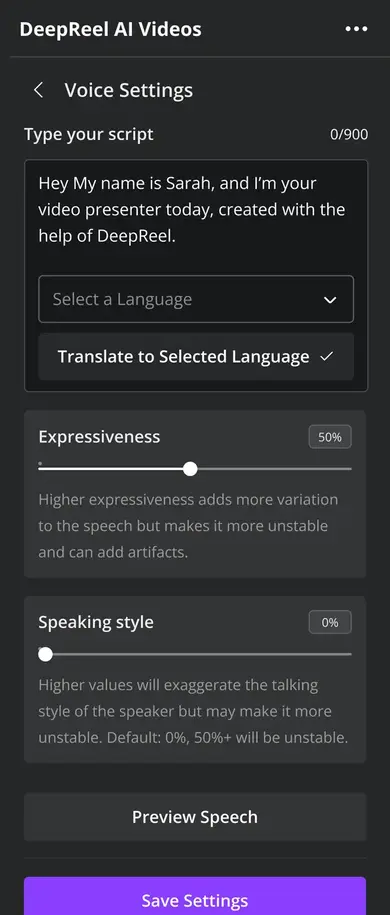 DeepReel AI Videos
Voice Settings
Type your script 0/900
Hey My name is Sarah, and I’m your
video presenter today, created with the
help of DeepReel.
Select a Language
Translate to Selected Language
Expressiveness 50%
Higher expressiveness adds more variation
to the speech but makes it more unstable
and can add artifacts.
Speaking style 0%
Higher values will exaggerate the talking
style of the speaker but may make it more
unstable. Default: 0%, 50%+ will be unstable.
Preview Speech
Save Settings